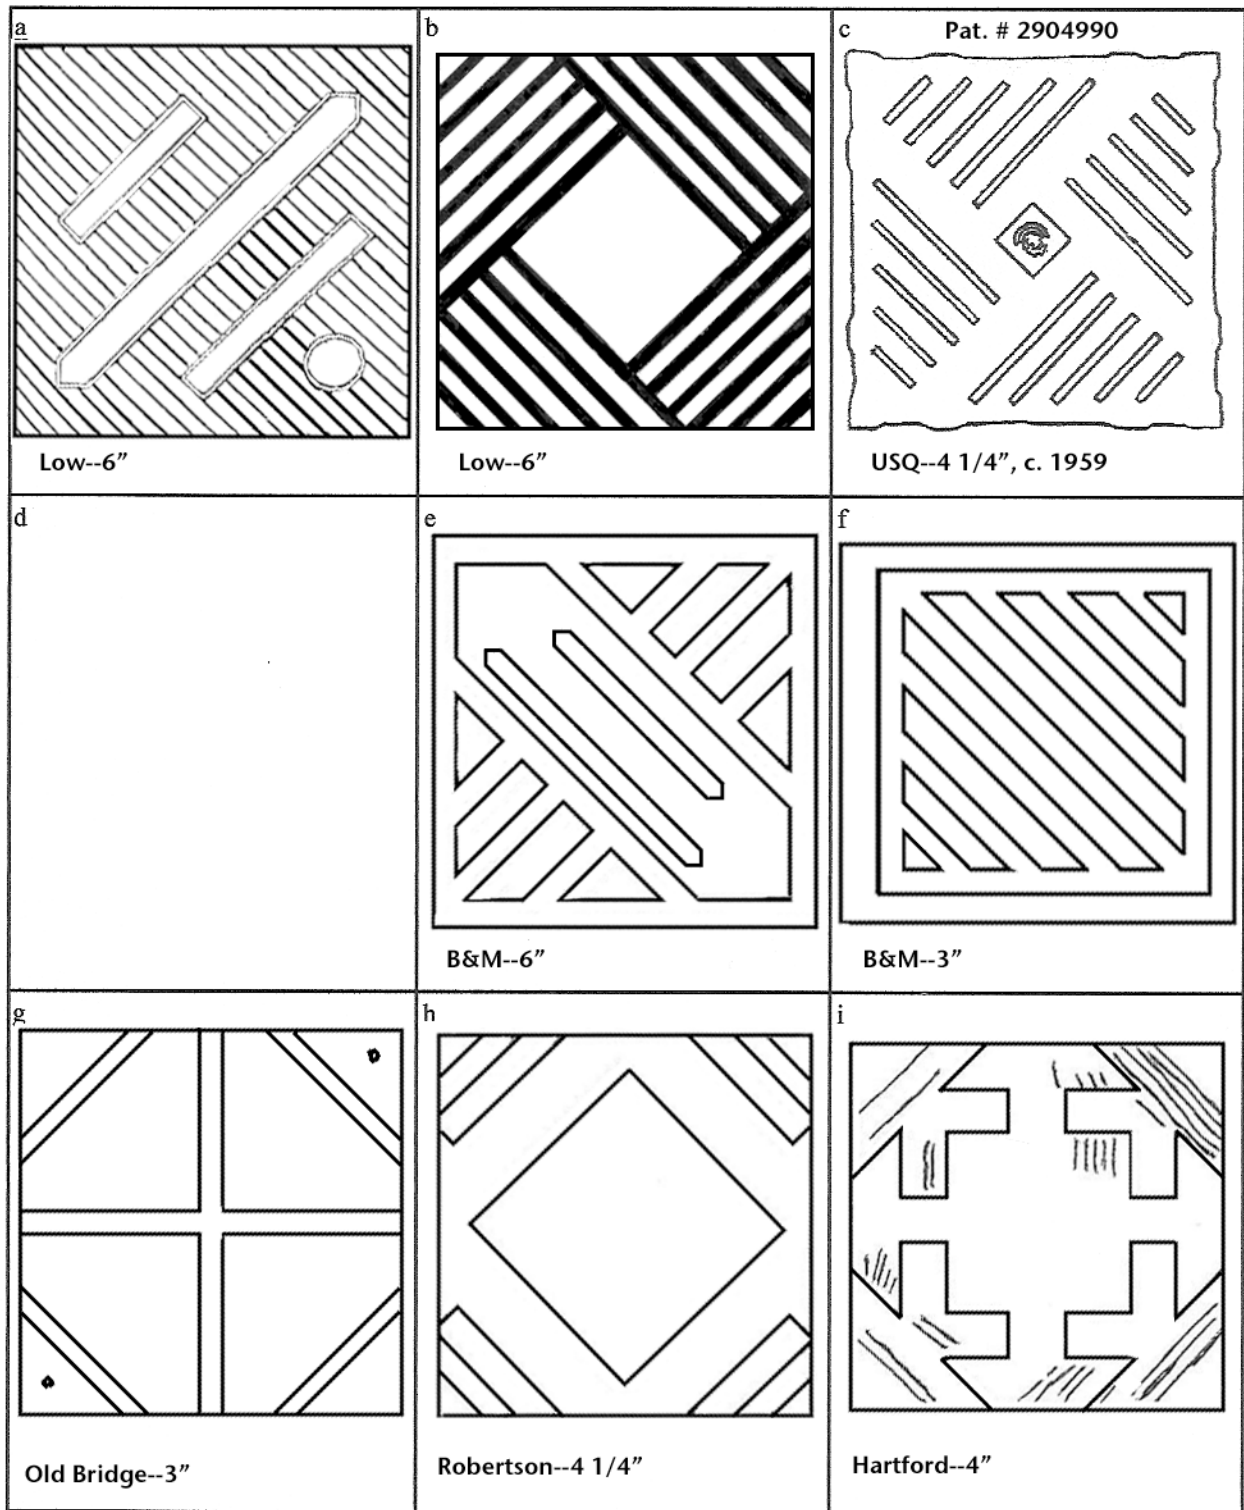 a
b
c
Pat. # 2904990
Low--6”
Low--6”
USQ--4 1/4”, c. 1959
d
e
f
B&M--6”
B&M--3”
g
h
i
Old Bridge--3”
Robertson--4 1/4”
Hartford--4”